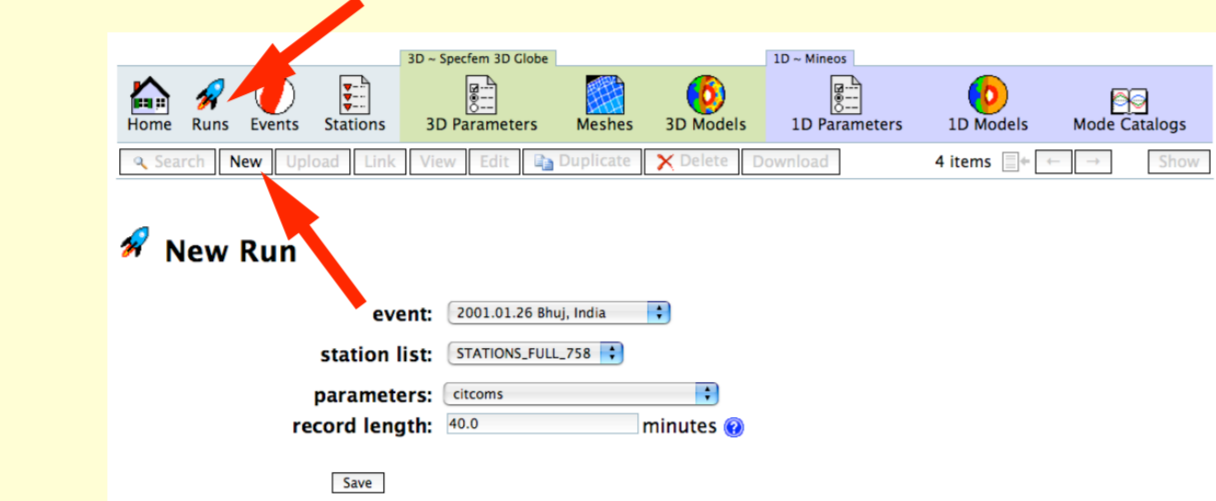 3D ~ Specfem 3D Globe 1D ~ Mineos
Home Runs Events Stations 3D Parameters Meshes 3D Models 1D Parameters 1D Models Mode Catalogs
Search New Upload Link View Edit Duplicate Delete Download 4 items ← → Show
New Run
event: 2001.01.26 Bhuj, India
station list: STATIONS_FULL_758
parameters: citcoms
record length: 40.0 minutes ?
Save